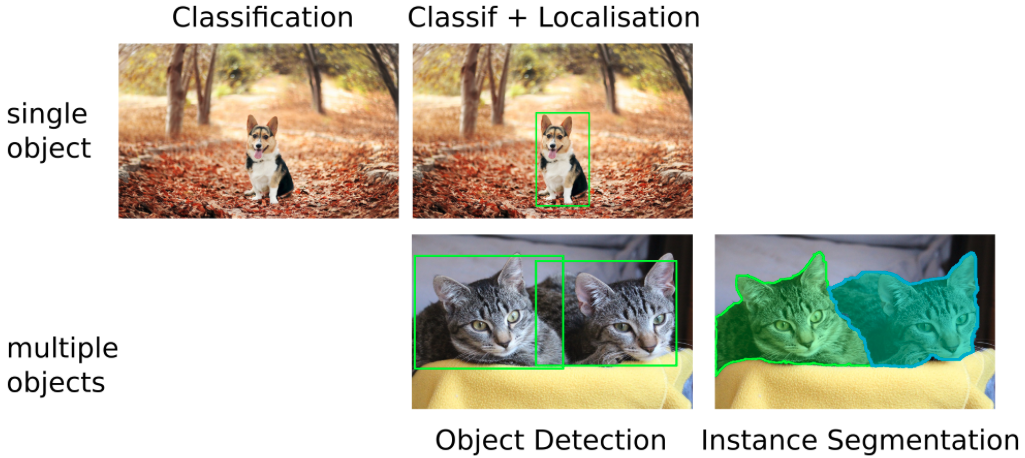 Classification
Classif + Localisation
single
object
multiple
objects
Object Detection
Instance Segmentation